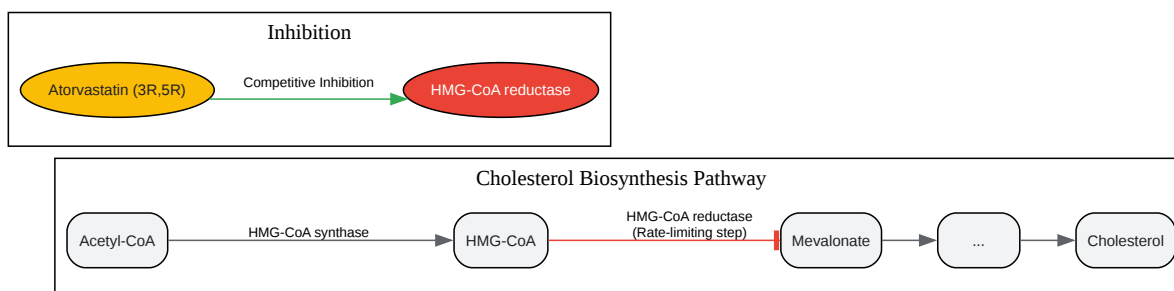 Inhibition
Atorvastatin (3R,5R)
Competitive Inhibition
HMG-CoA reductase
Cholesterol Biosynthesis Pathway
Acetyl-CoA
HMG-CoA synthase
HMG-CoA
HMG-CoA reductase
(Rate-limiting step)
Mevalonate
...
Cholesterol